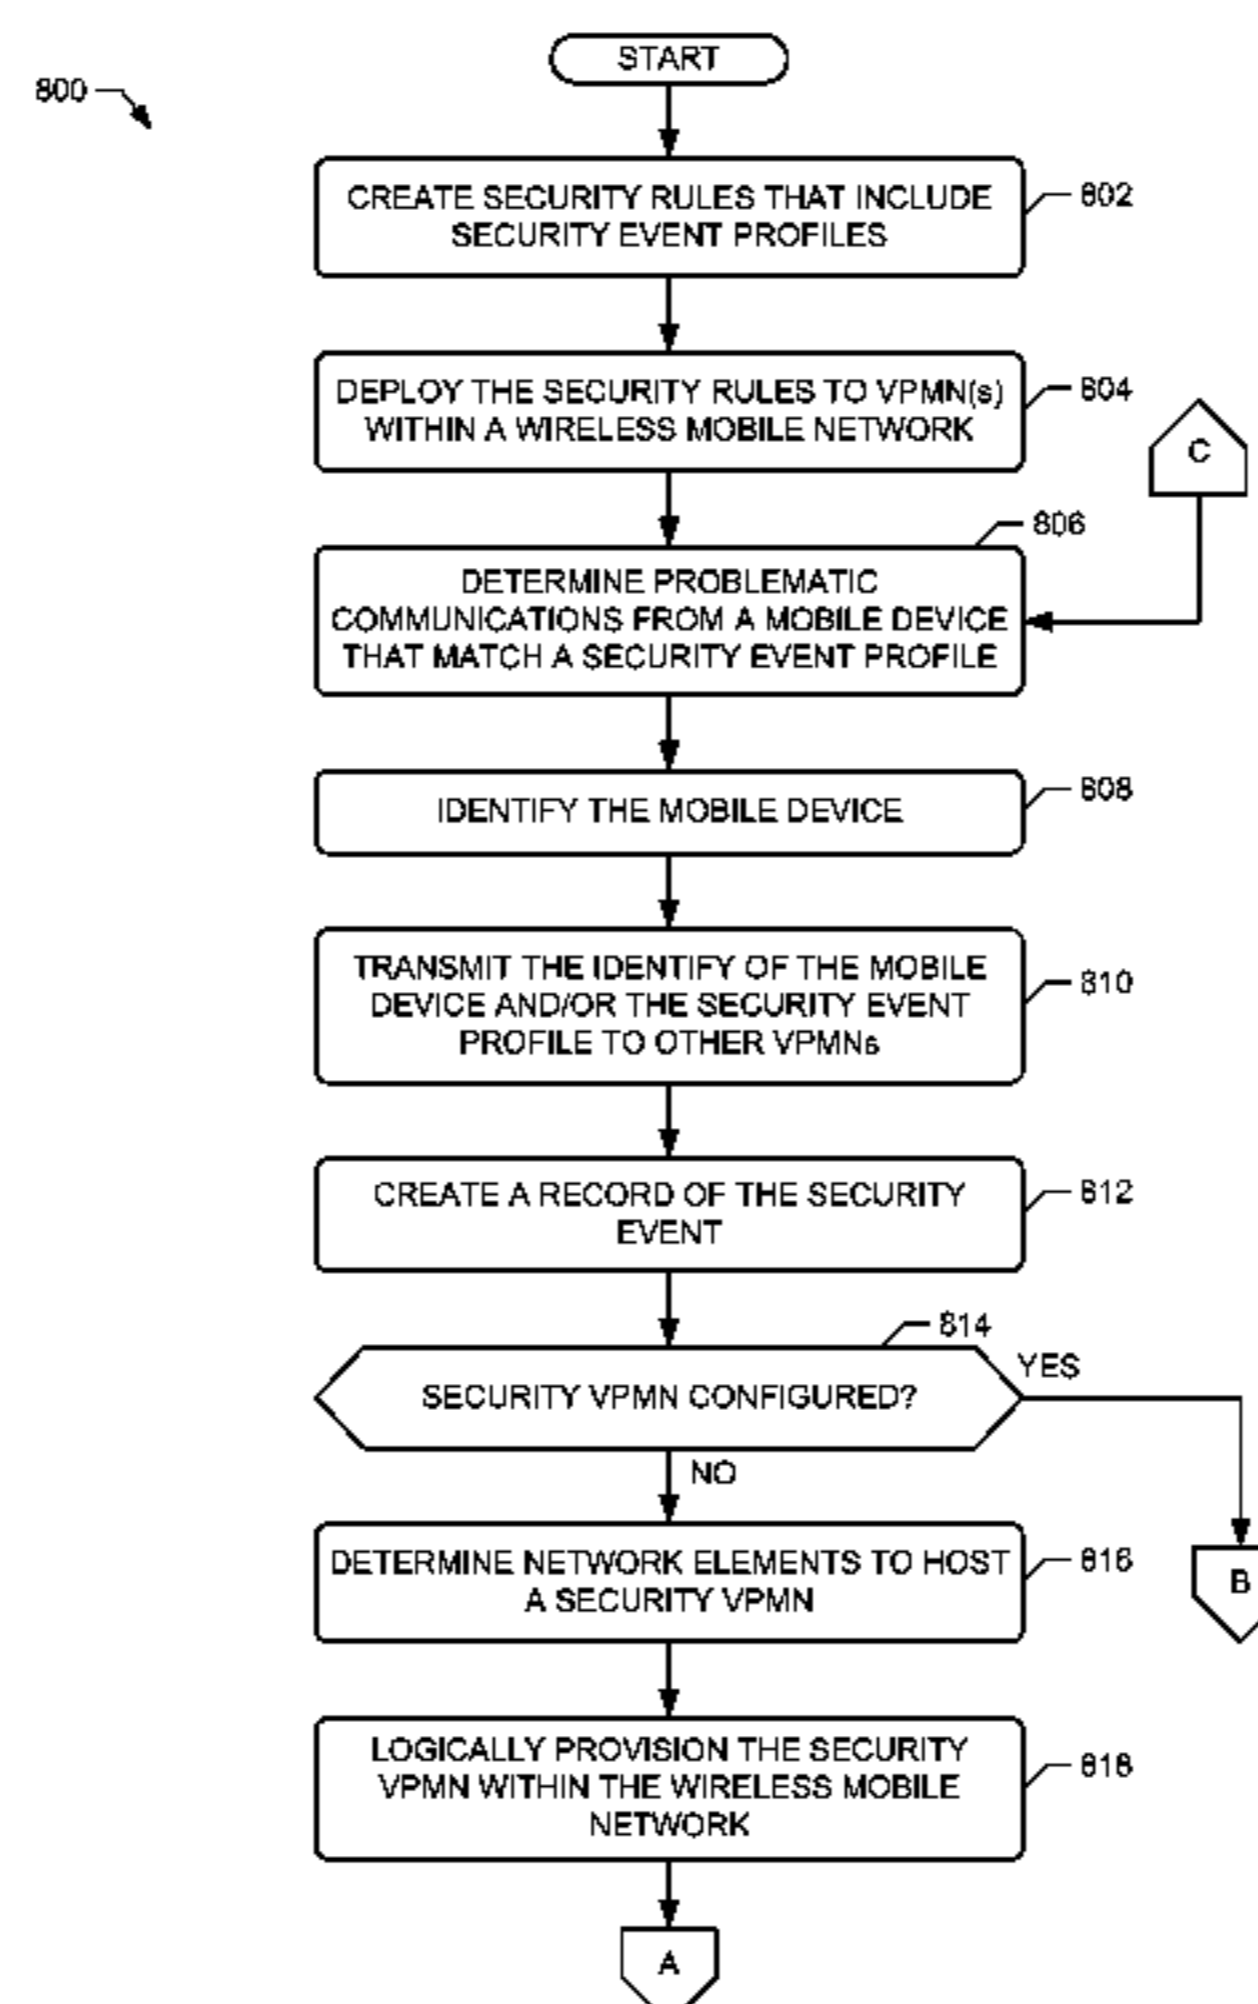 START
800
CREATE SECURITY RULES THAT INCLUDE
SECURITY EVENT PROFILES
802
DEPLOY THE SECURITY RULES TO VPMN(s)
WITHIN A WIRELESS MOBILE NETWORK
804
C
806
DETERMINE PROBLEMATIC
COMMUNICATIONS FROM A MOBILE DEVICE
THAT MATCH A SECURITY EVENT PROFILE
IDENTIFY THE MOBILE DEVICE
808
TRANSMIT THE IDENTIFY OF THE MOBILE
DEVICE AND/OR THE SECURITY EVENT
PROFILE TO OTHER VPMNs
810
CREATE A RECORD OF THE SECURITY
EVENT
812
814
SECURITY VPMN CONFIGURED?
YES
NO
DETERMINE NETWORK ELEMENTS TO HOST
A SECURITY VPMN
816
B
LOGICALLY PROVISION THE SECURITY
VPMN WITHIN THE WIRELESS MOBILE
NETWORK
818
A